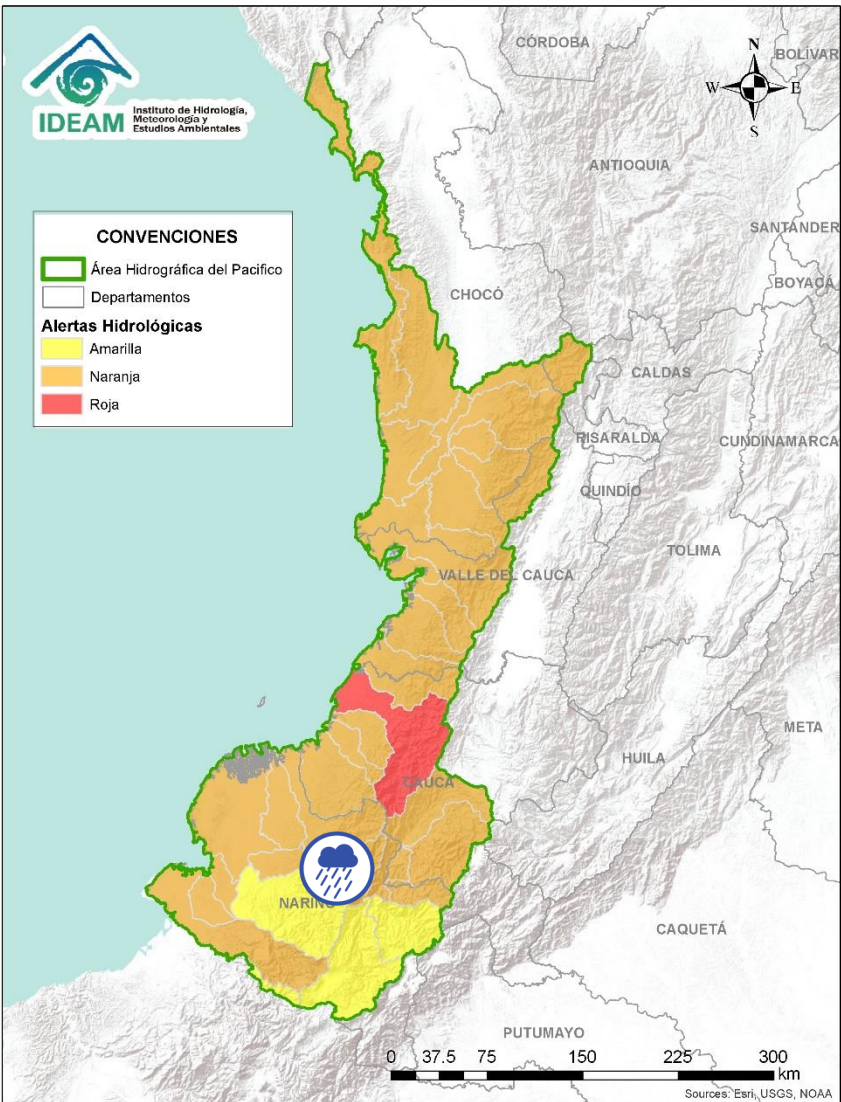 IDEAM
Instituto de Hidrología,
Meteorología y
Estudios Ambientales
CÓRDOBA
BOLIVAR
N
W
E
S
ANTIOQUIA
SANTANDER
BOYACÁ
CONVENCIONES
Área Hidrográfica del Pacifico
Departamentos
Alertas Hidrológicas
Amarilla
Naranja
Roja
CHOCÓ
CALDAS
RISARALDA
CUNDINAMARCA
QUINDÍO
TOLIMA
VALLE DEL CAUCA
META
HUILA
CAUCA
NARIÑO
CAQUETÁ
PUTUMAYO
0 37.5 75 150 225 300
km
Sources: Esri, USGS, NOAA